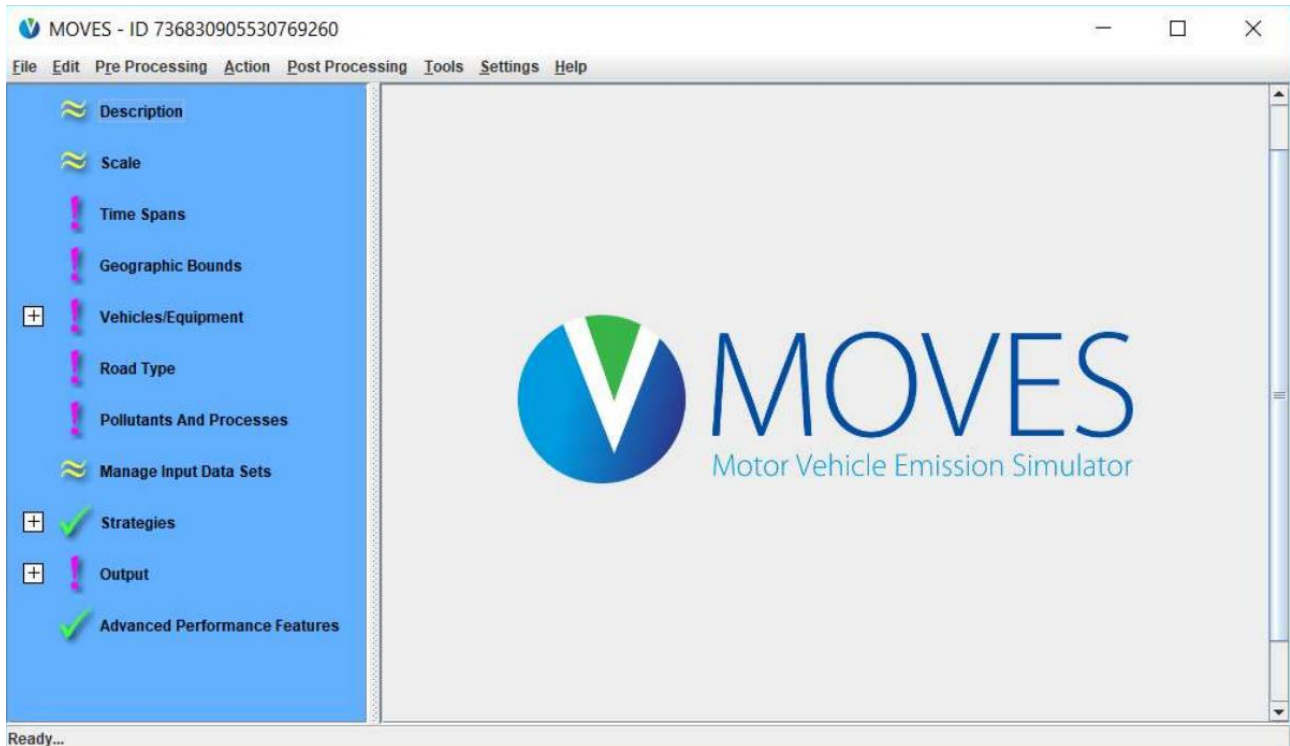 MOVES - ID 736830905530769260
File Edit Pre Processing Action Post Processing Tools Settings Help
Description
Scale
Time Spans
Geographic Bounds
Vehicles/Equipment
Road Type
Pollutants And Processes
Manage Input Data Sets
Strategies
Output
Advanced Performance Features
MOVES
Motor Vehicle Emission Simulator
Ready...